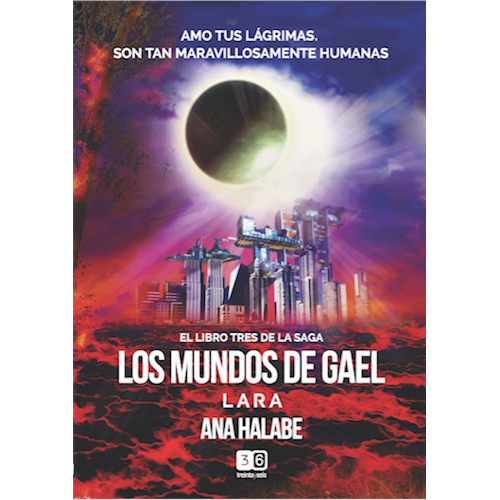 AMO TUS LÁGRIMAS.
SON TAN MARAVILLOSAMENTE HUMANAS
EL LIBRO TRES DE LA SAGA
LOS MUNDOS DE GAEL
LARA
ANA HALABE
36
treintayseis